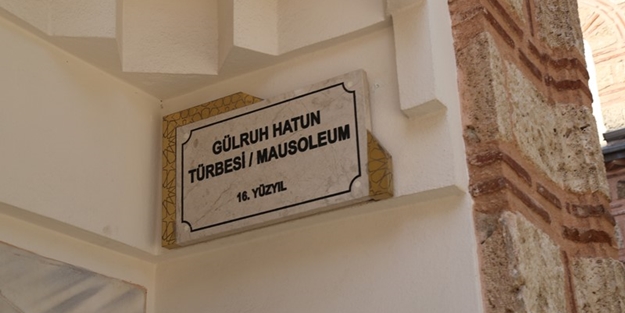 GÜLRUH HATUN
TÜRBESİ / MAUSOLEUM
16. YÜZYIL